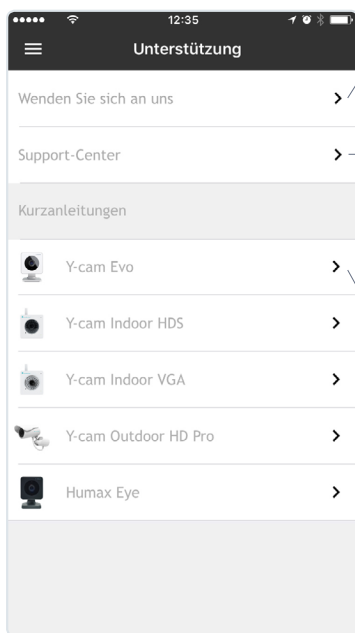 12:35
Unterstützung
Wenden Sie sich an uns
Support-Center
Kurzanleitungen
Y-cam Evo
Y-cam Indoor HDS
Y-cam Indoor VGA
Y-cam Outdoor HD Pro
Humax Eye